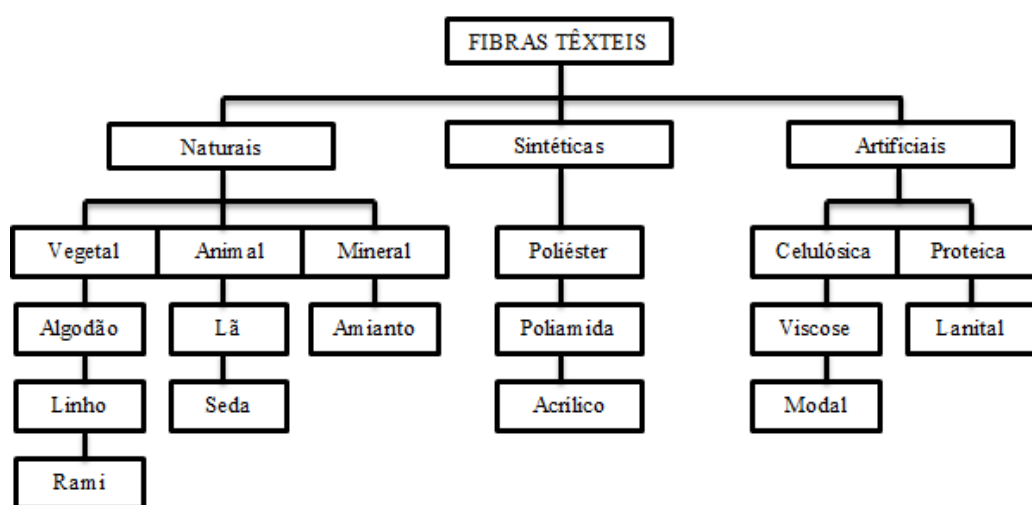 FIBRAS TÊXTEIS
Naturais
Sintéticas
Artificiais
Vegetal
Animal
Mineral
Poliéster
Celulósica
Proteica
Algodão
Lã
Amianto
Poliamida
Viscose
Lanital
Linho
Seda
Acrílico
Modal
Rami